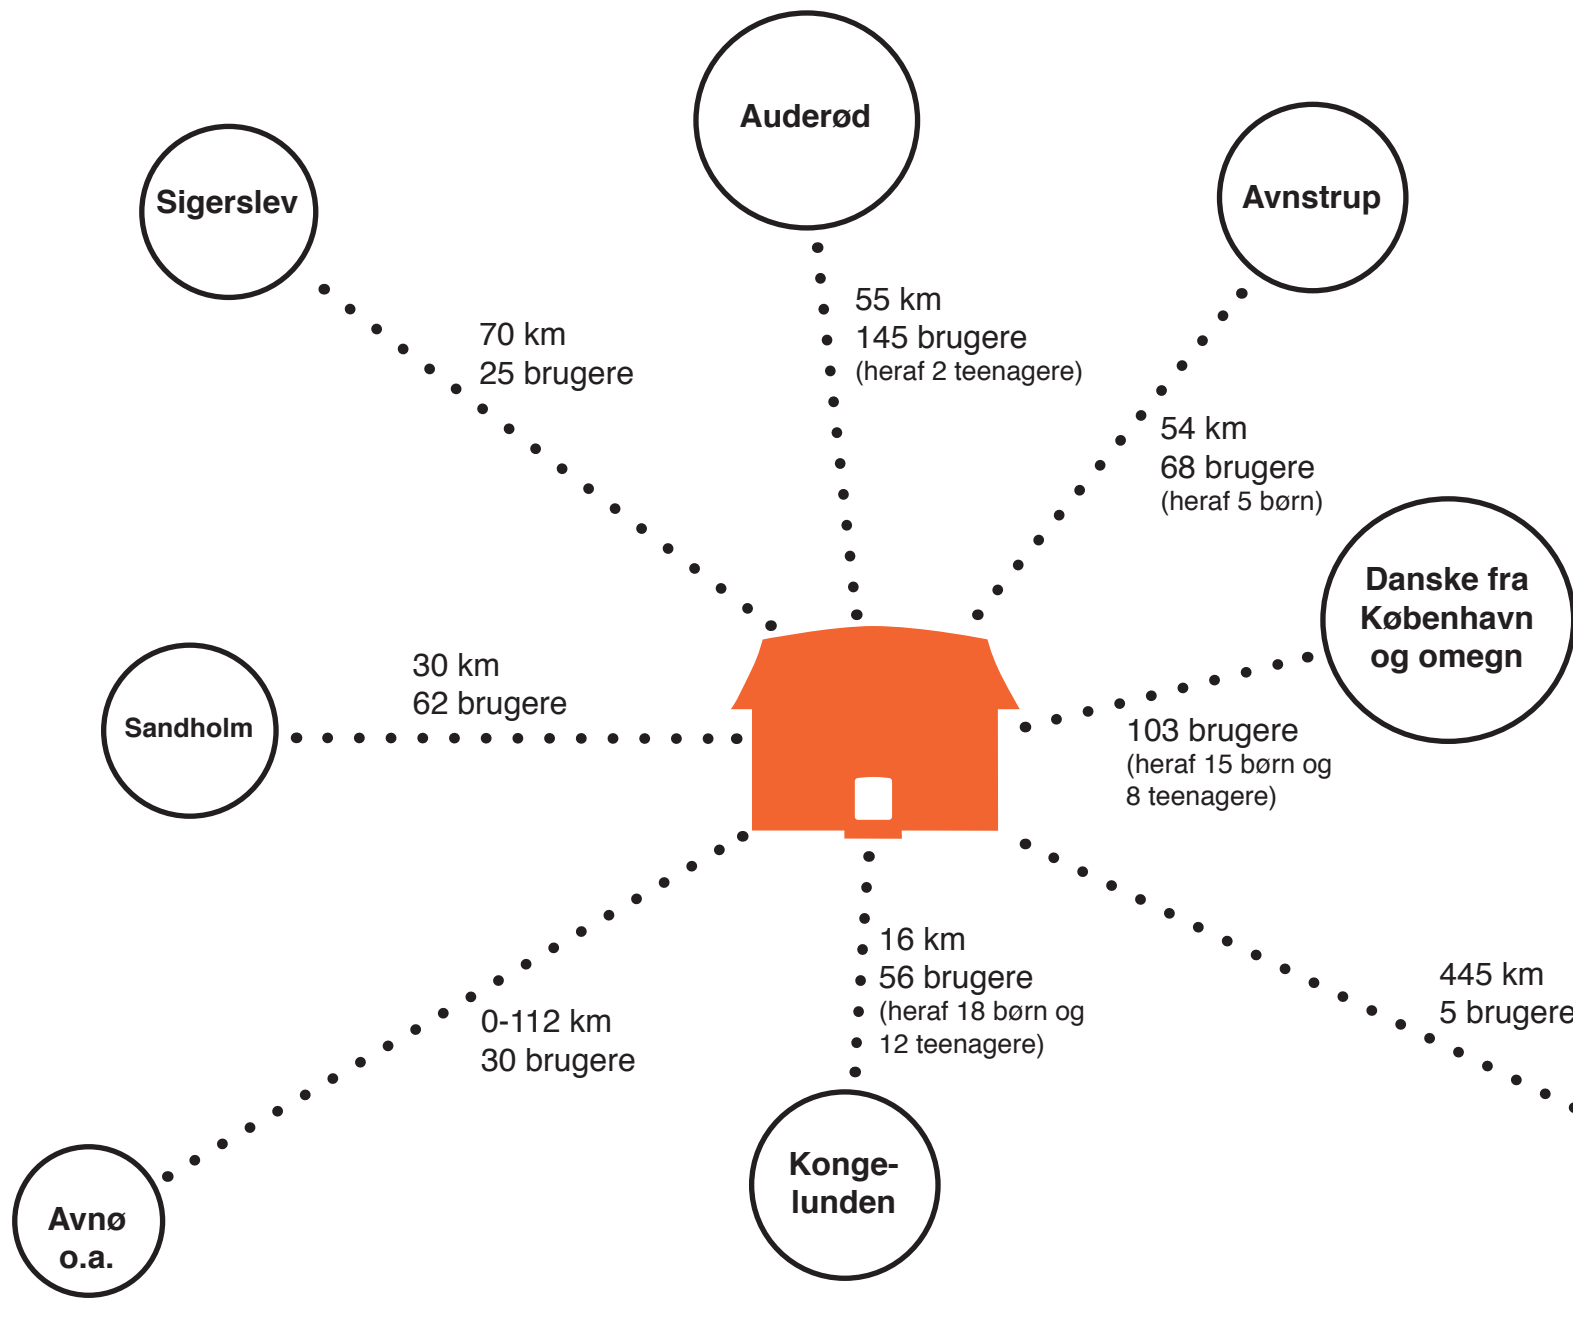 Auderød
Sigerslev
Avnstrup
55 km
145 brugere
(heraf 2 teenagere)
70 km
25 brugere
54 km
68 brugere
(heraf 5 børn)
Danske fra
København
og omegn
30 km
62 brugere
Sandholm
103 brugere
(heraf 15 børn og
8 teenagere)
16 km
56 brugere
(heraf 18 børn og
12 teenagere)
445 km
5 brugere
0-112 km
30 brugere
Konge-
lunden
Avnø
o.a.